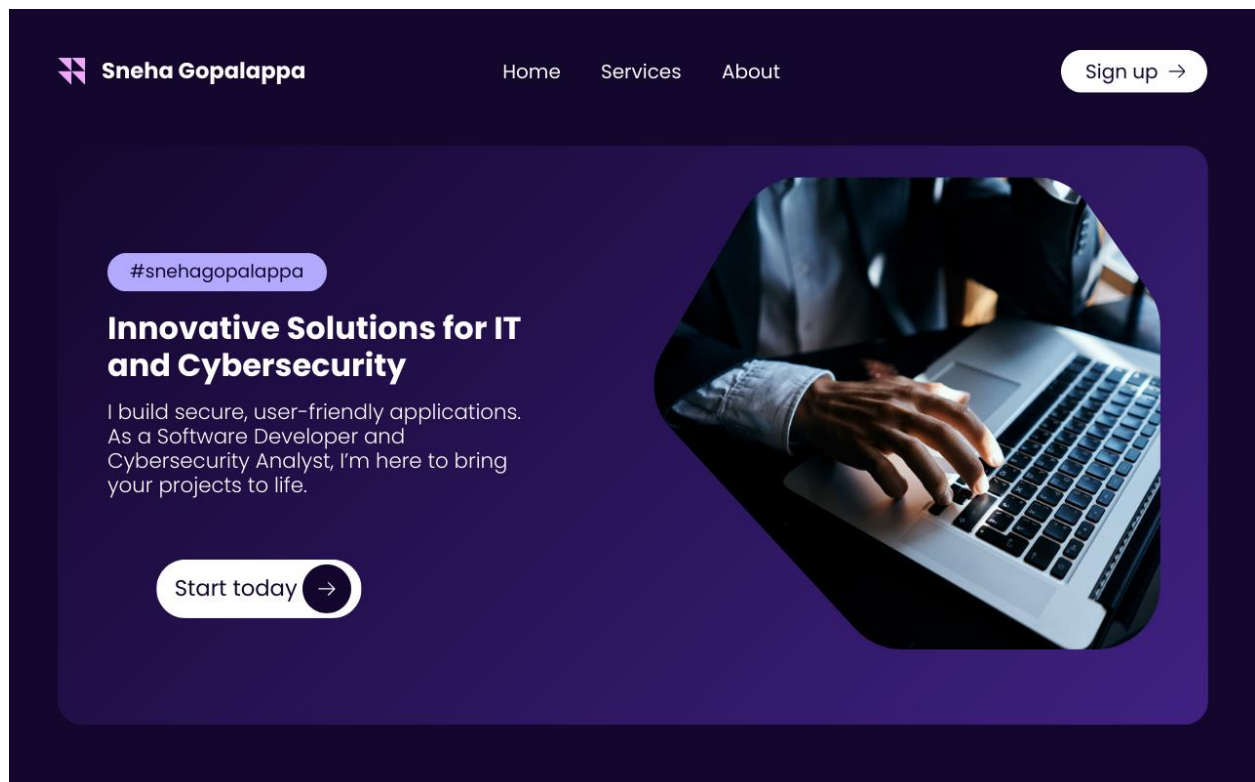 Sneha Gopalappa
Home Services About
Sign up →
#snehagopalappa
Innovative Solutions for IT
and Cybersecurity
I build secure, user-friendly applications.
As a Software Developer and
Cybersecurity Analyst, I’m here to bring
your projects to life.
Start today →